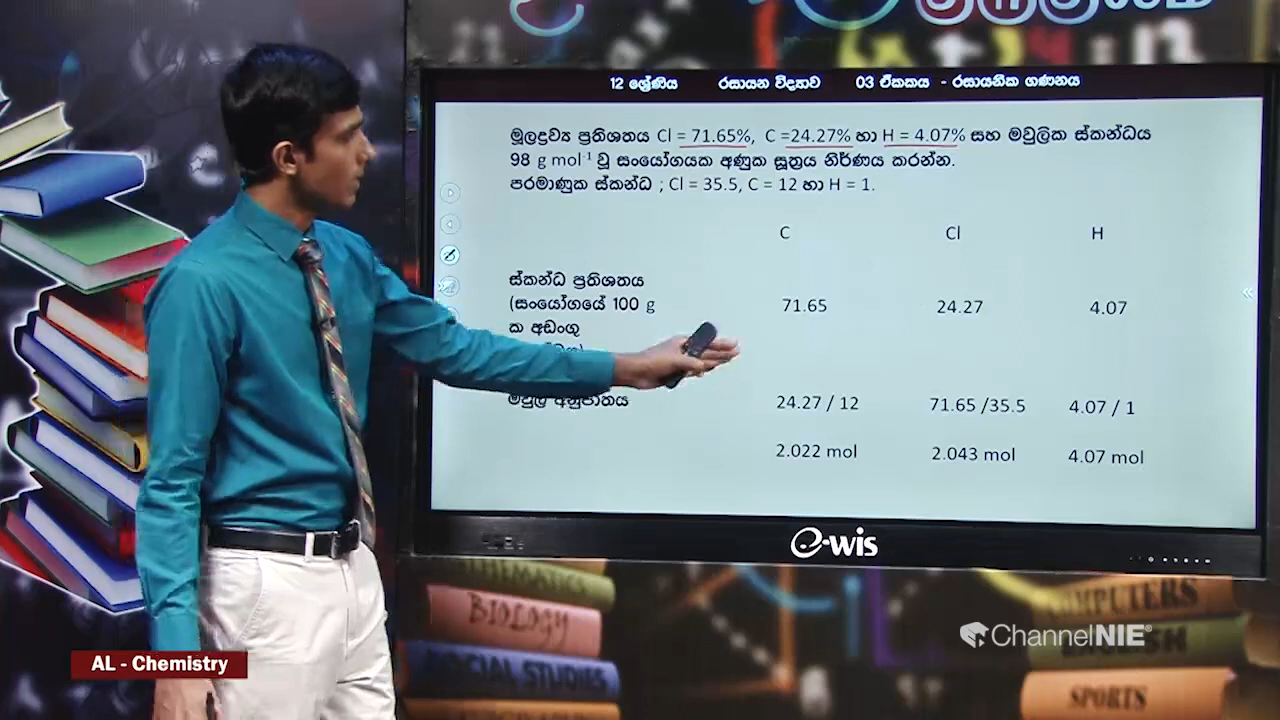 12 ශ්‍රේණිය රසායන විද්‍යාව 03 ඒකකය - රසායනික ගණනය
මූලද්‍රව්‍ය ප්‍රතිශතය Cl = 71.65%, C =24.27% හා H = 4.07% සහ මවුලික ස්කන්ධය
98 g mol⁻¹ වූ සංයෝගයක අණුක සූත්‍රය නිර්ණය කරන්න.
පරමාණුක ස්කන්ධ ; Cl = 35.5, C = 12 හා H = 1.
C Cl H
ස්කන්ධ ප්‍රතිශතය
(සංයෝගයේ 100 g 71.65 24.27 4.07
ක අඩංගු
මවුල අනුපාතය 24.27 / 12 71.65 /35.5 4.07 / 1
2.022 mol 2.043 mol 4.07 mol
e-wis
MATHEMATICS
BIOLOGY
SOCIAL STUDIES
COMPUTERS
ENGLISH
SPORTS
ChannelNIE
AL - Chemistry